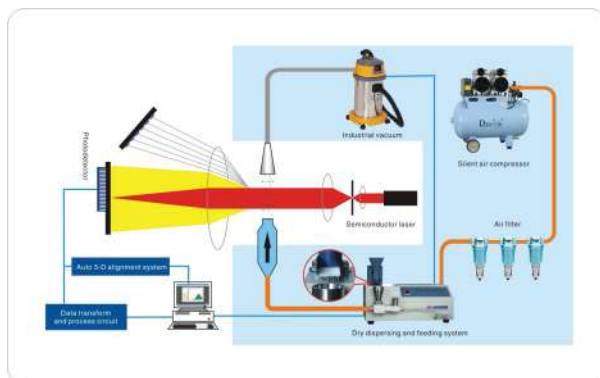 Industrial vacuum
Silent air compressor
Photodetector
Semiconductor laser
Air filter
Auto 3-D alignment system
Data transform
and process circuit
Dry dispersing and feeding system